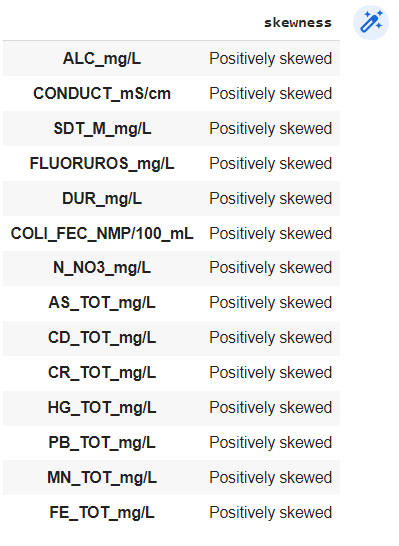 skewness
ALC_mg/L Positively skewed
CONDUCT_mS/cm Positively skewed
SDT_M_mg/L Positively skewed
FLUORUROS_mg/L Positively skewed
DUR_mg/L Positively skewed
COLI_FEC_NMP/100_mL Positively skewed
N_NO3_mg/L Positively skewed
AS_TOT_mg/L Positively skewed
CD_TOT_mg/L Positively skewed
CR_TOT_mg/L Positively skewed
HG_TOT_mg/L Positively skewed
PB_TOT_mg/L Positively skewed
MN_TOT_mg/L Positively skewed
FE_TOT_mg/L Positively skewed